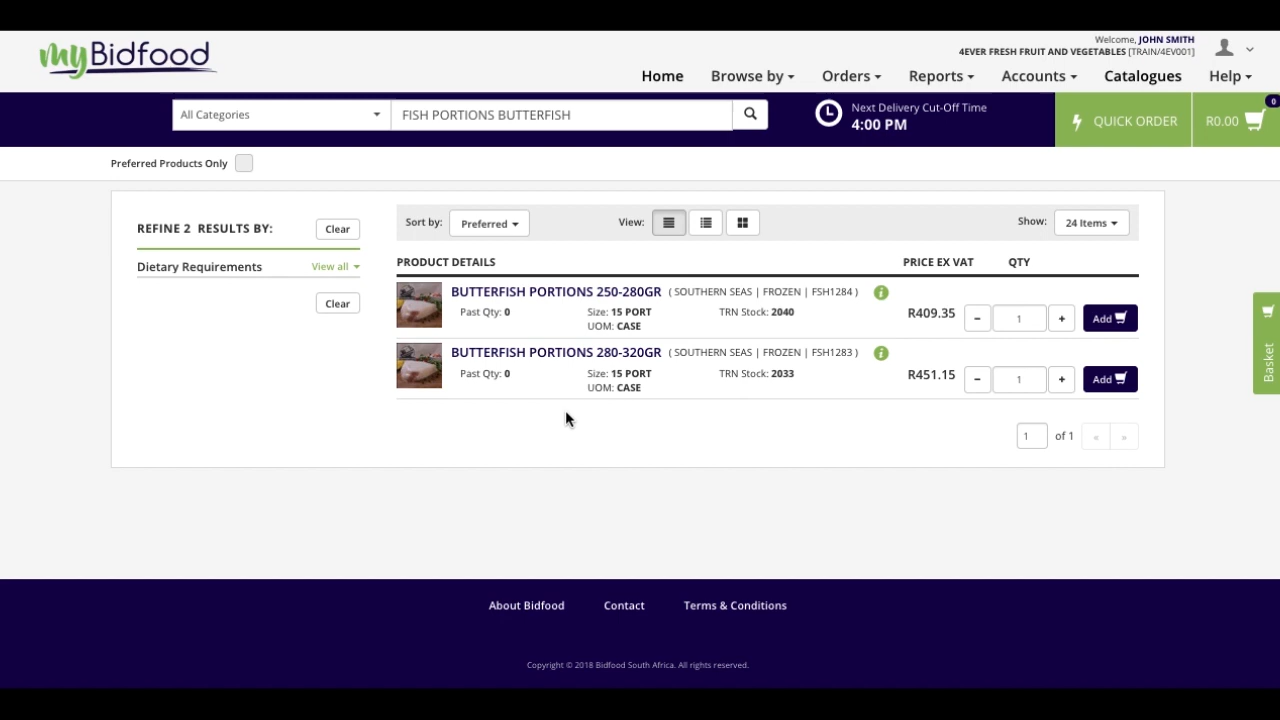 myBidfood
Welcome, JOHN SMITH
4EVER FRESH FRUIT AND VEGETABLES [TRAIN/4EV001]
Home Browse by Orders Reports Accounts Catalogues Help
All Categories FISH PORTIONS BUTTERFISH
Next Delivery Cut-Off Time
4:00 PM
QUICK ORDER
R0.00 0
Preferred Products Only
REFINE 2 RESULTS BY: Clear
Dietary Requirements View all
Clear
Sort by: Preferred View: Show: 24 Items
PRODUCT DETAILS PRICE EX VAT QTY
BUTTERFISH PORTIONS 250-280GR ( SOUTHERN SEAS | FROZEN | FSH1284 ) i
Past Qty: 0 Size: 15 PORT TRN Stock: 2040 R409.35 − 1 + Add
UOM: CASE
BUTTERFISH PORTIONS 280-320GR ( SOUTHERN SEAS | FROZEN | FSH1283 ) i
Past Qty: 0 Size: 15 PORT TRN Stock: 2033 R451.15 − 1 + Add
UOM: CASE
1 of 1 « »
Basket
About Bidfood Contact Terms & Conditions
Copyright © 2018 Bidfood South Africa. All rights reserved.